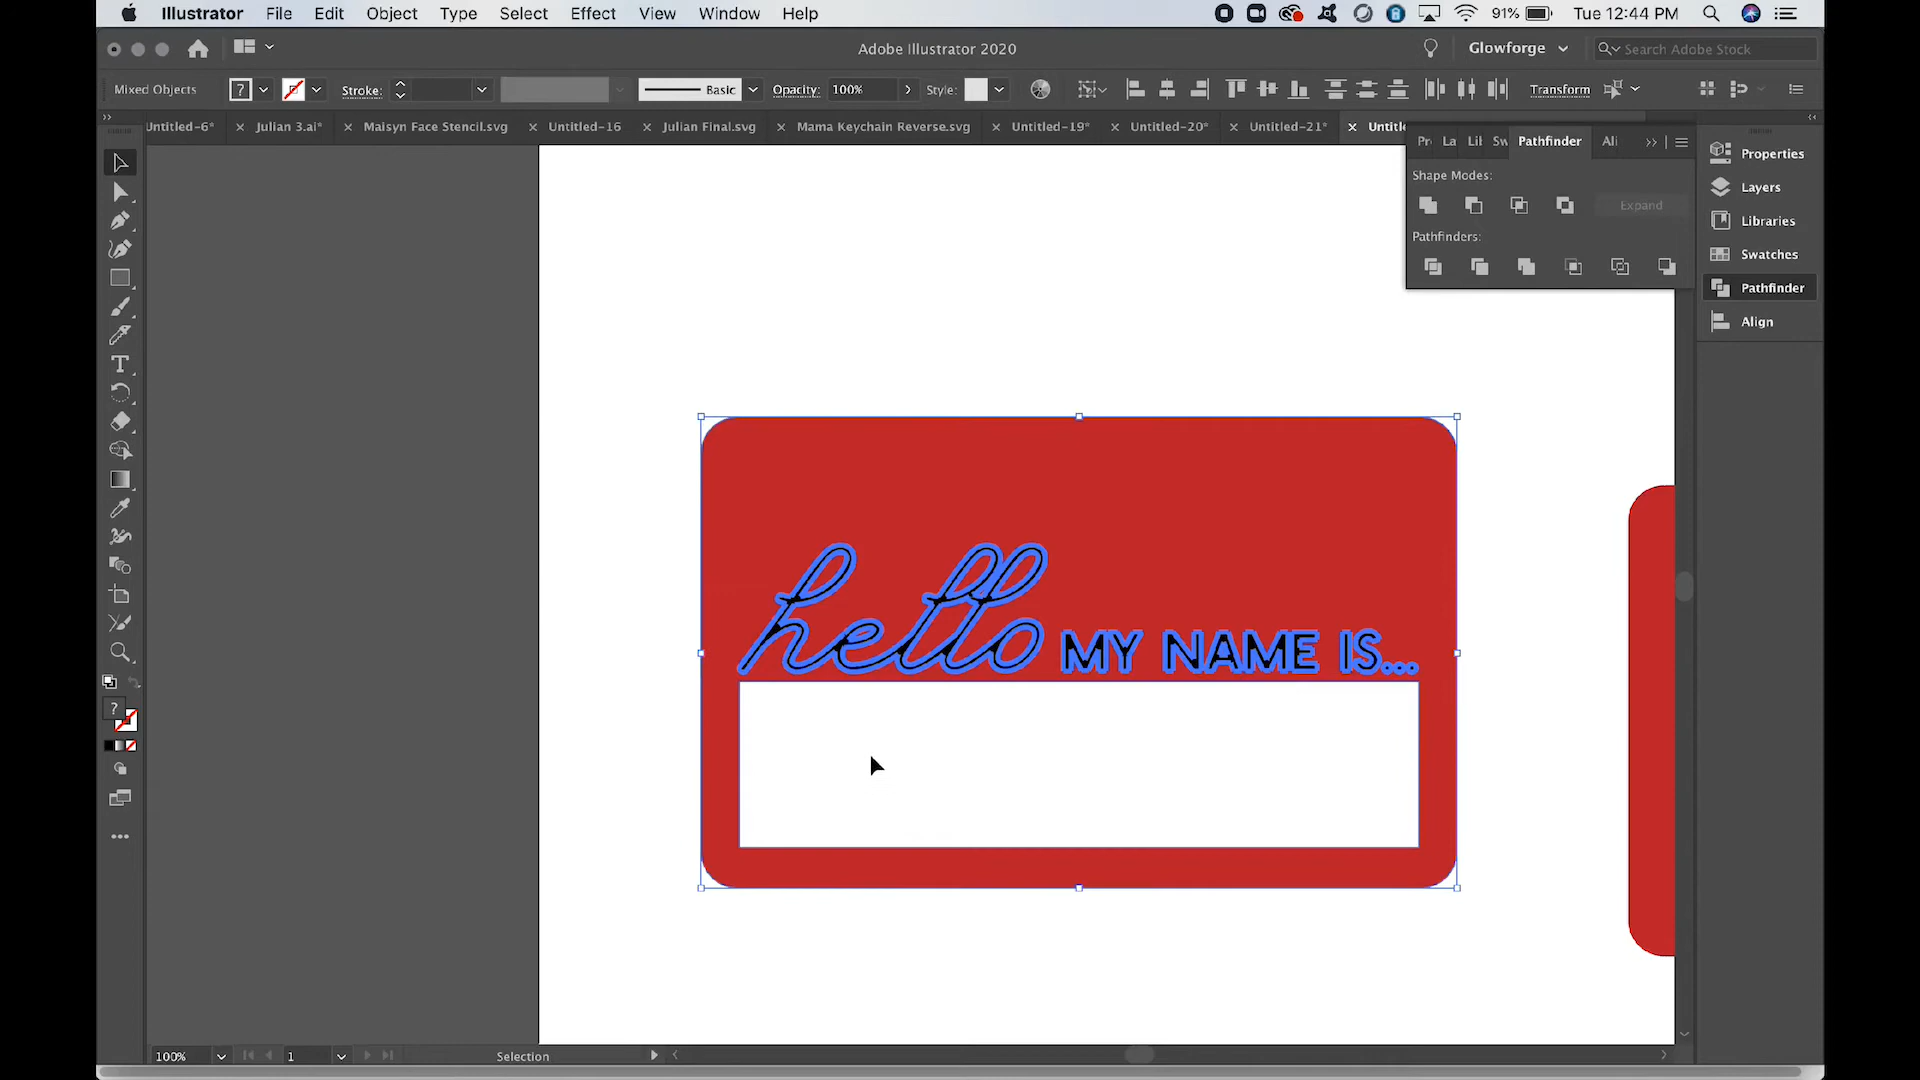 Illustrator File Edit Object Type Select Effect View Window Help 91% Tue 12:44 PM
Adobe Illustrator 2020 Glowforge Search Adobe Stock
Mixed Objects ? Stroke: Basic Opacity: 100% Style: Transform
Untitled-6* Julian 3.ai* Maisyn Face Stencil.svg Untitled-16 Julian Final.svg Mama Keychain Reverse.svg Untitled-19* Untitled-20* Untitled-21* Untitl
Pr La Lil Sw Pathfinder Ali
Shape Modes:
Expand
Pathfinders:
Properties
Layers
Libraries
Swatches
Pathfinder
Align
hello MY NAME IS...
?
100% 1 Selection